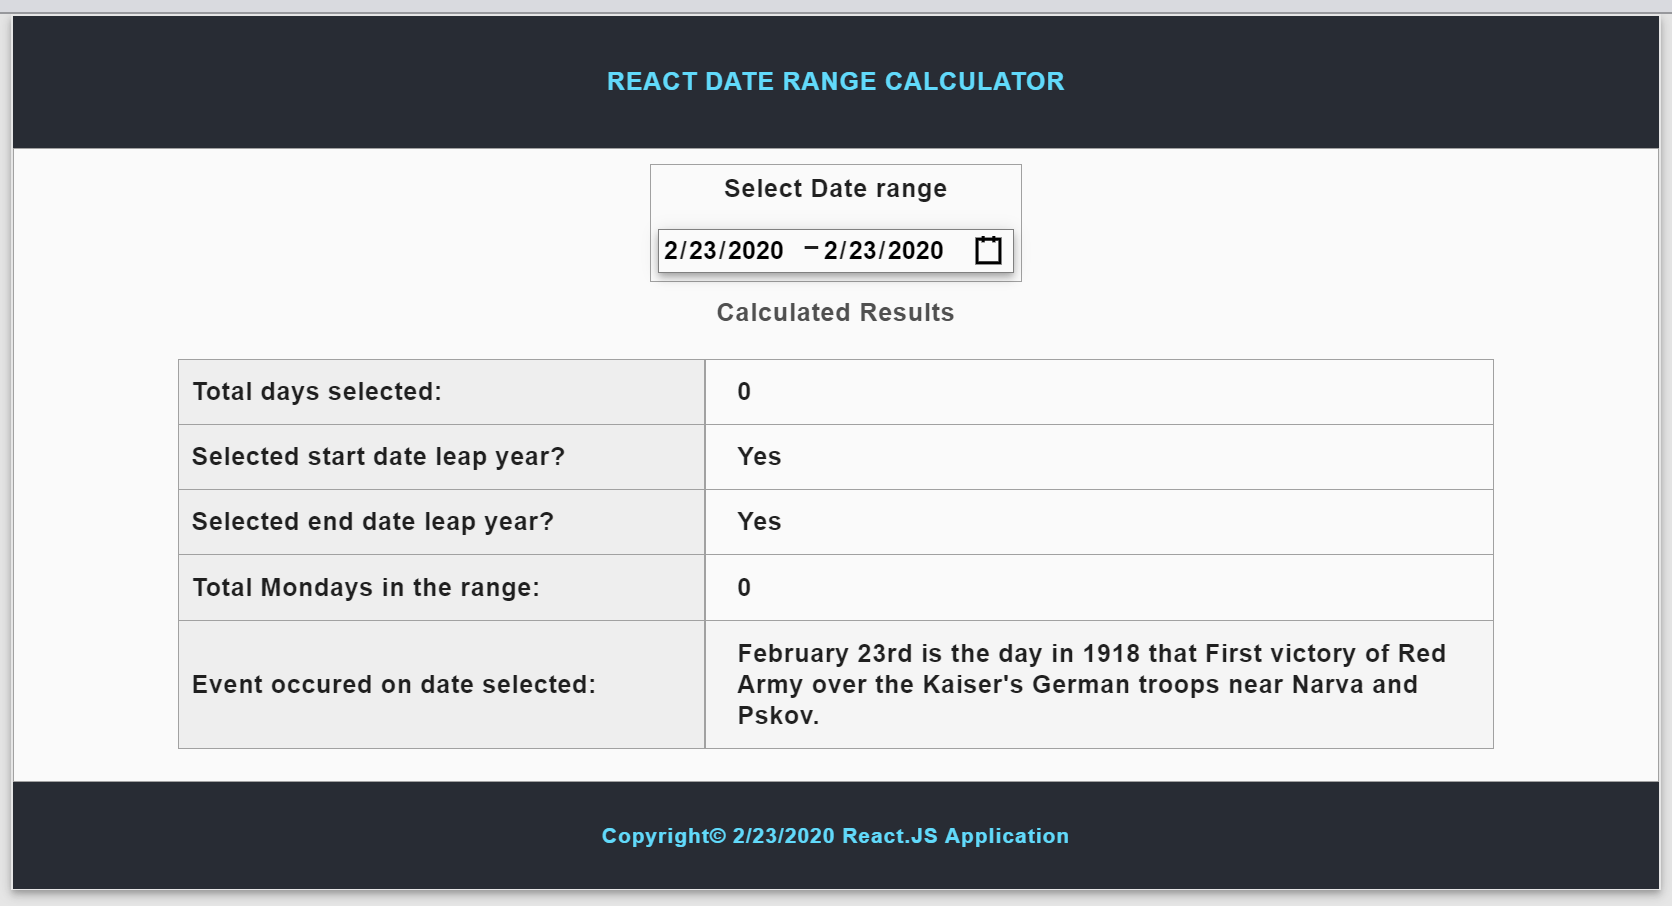 REACT DATE RANGE CALCULATOR
Select Date range
2/23/2020 – 2/23/2020
Calculated Results
Total days selected: 0
Selected start date leap year? Yes
Selected end date leap year? Yes
Total Mondays in the range: 0
Event occured on date selected:
February 23rd is the day in 1918 that First victory of Red
Army over the Kaiser's German troops near Narva and
Pskov.
Copyright© 2/23/2020 React.JS Application